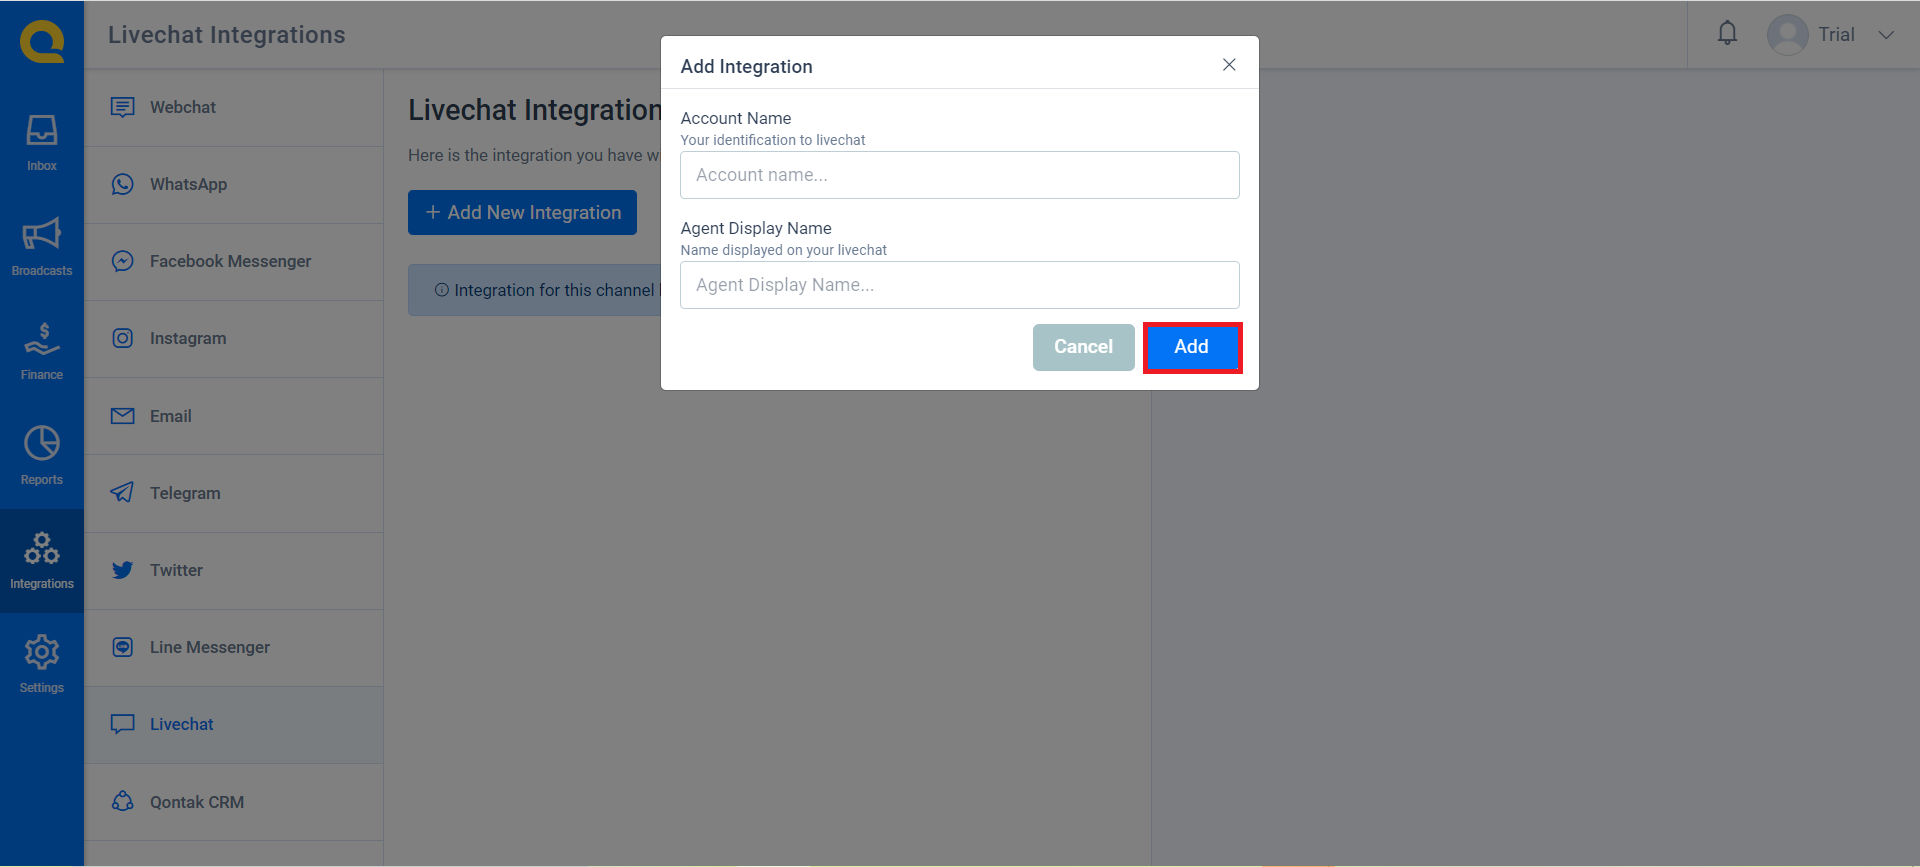 Livechat Integrations
Trial
Inbox
Broadcasts
Finance
Reports
Integrations
Settings
Webchat
WhatsApp
Facebook Messenger
Instagram
Email
Telegram
Twitter
Line Messenger
Livechat
Qontak CRM
Livechat Integration
Here is the integration you have
+ Add New Integration
Integration for this channel
Add Integration
Account Name
Your identification to livechat
Account name...
Agent Display Name
Name displayed on your livechat
Agent Display Name...
Cancel
Add